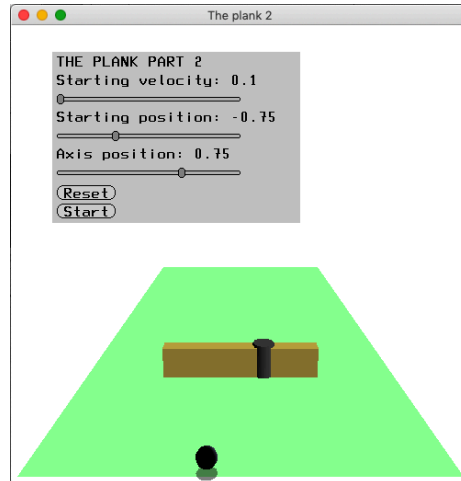 The plank 2
THE PLANK PART 2
Starting velocity: 0.1
Starting position: -0.75
Axis position: 0.75
Reset
Start